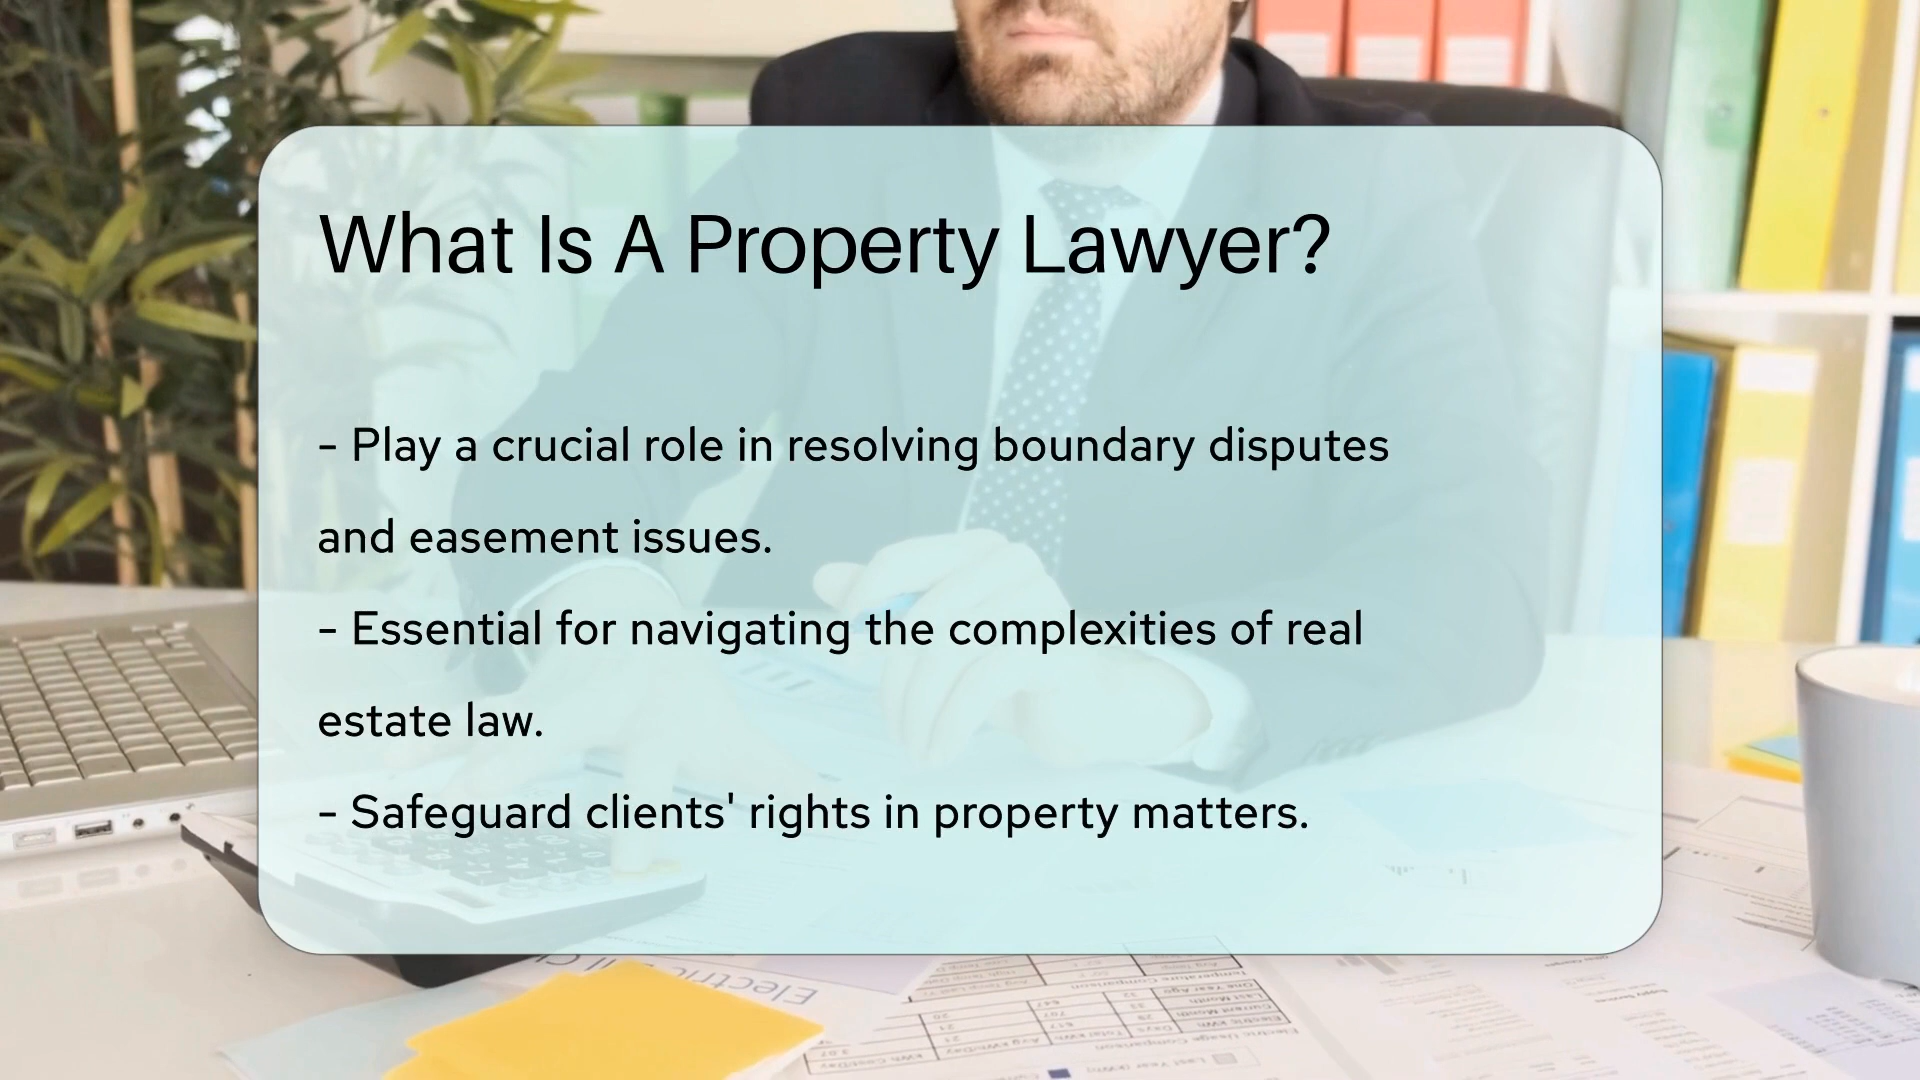 What Is A Property Lawyer?
- Play a crucial role in resolving boundary disputes
and easement issues.
- Essential for navigating the complexities of real
estate law.
- Safeguard clients' rights in property matters.